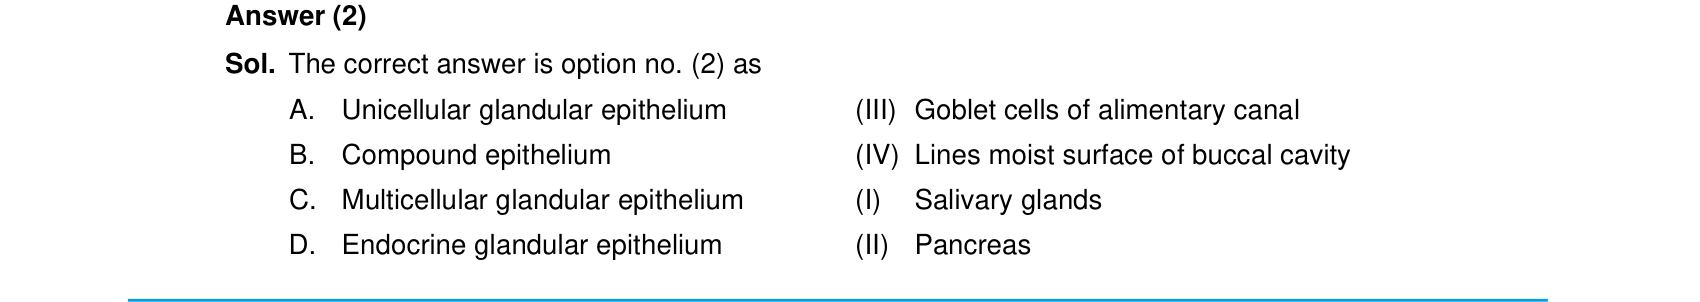 Answer (2)
Sol. The correct answer is option no. (2) as
A. Unicellular glandular epithelium (III) Goblet cells of alimentary canal
B. Compound epithelium (IV) Lines moist surface of buccal cavity
C. Multicellular glandular epithelium (I) Salivary glands
D. Endocrine glandular epithelium (II) Pancreas